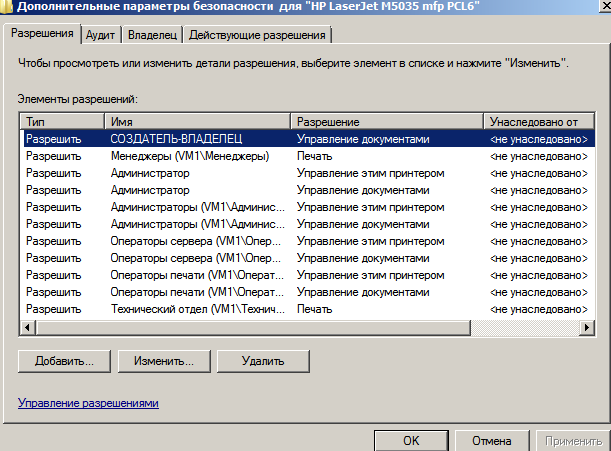 Дополнительные параметры безопасности для "HP LaserJet M5035 mfp PCL6"
Разрешения Аудит Владелец Действующие разрешения
Чтобы просмотреть или изменить детали разрешения, выберите элемент в списке и нажмите "Изменить".
Элементы разрешений:
Тип Имя Разрешение Унаследовано от
Разрешить СОЗДАТЕЛЬ-ВЛАДЕЛЕЦ Управление документами <не унаследовано>
Разрешить Менеджеры (VM1\Менеджеры) Печать <не унаследовано>
Разрешить Администратор Управление этим принтером <не унаследовано>
Разрешить Администратор Управление документами <не унаследовано>
Разрешить Администраторы (VM1\Админис... Управление этим принтером <не унаследовано>
Разрешить Администраторы (VM1\Админис... Управление документами <не унаследовано>
Разрешить Операторы сервера (VM1\Опер... Управление этим принтером <не унаследовано>
Разрешить Операторы сервера (VM1\Опер... Управление документами <не унаследовано>
Разрешить Операторы печати (VM1\Операт... Управление этим принтером <не унаследовано>
Разрешить Операторы печати (VM1\Операт... Управление документами <не унаследовано>
Разрешить Технический отдел (VM1\Технич... Печать <не унаследовано>
Добавить... Изменить... Удалить
Управление разрешениями
OK Отмена Применить